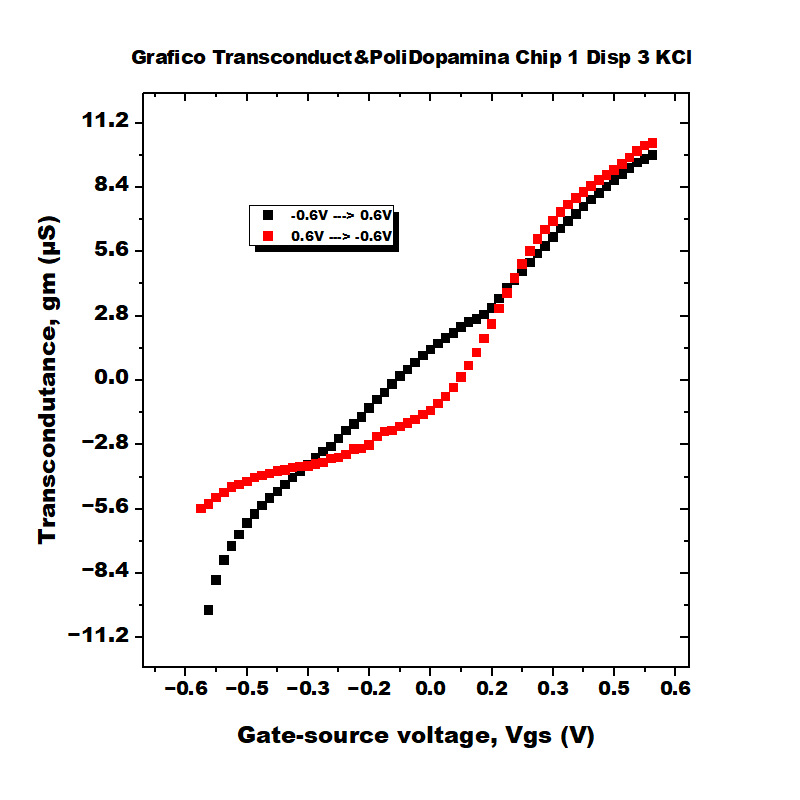 Grafico Transconduct&PoliDopamina Chip 1 Disp 3 KCl
11.2
8.4
5.6
2.8
0.0
−2.8
−5.6
−8.4
−11.2
-0.6V ---> 0.6V
0.6V ---> -0.6V
Transcondutance, gm (µS)
−0.6 −0.5 −0.3 −0.2 0.0 0.2 0.3 0.5 0.6
Gate-source voltage, Vgs (V)